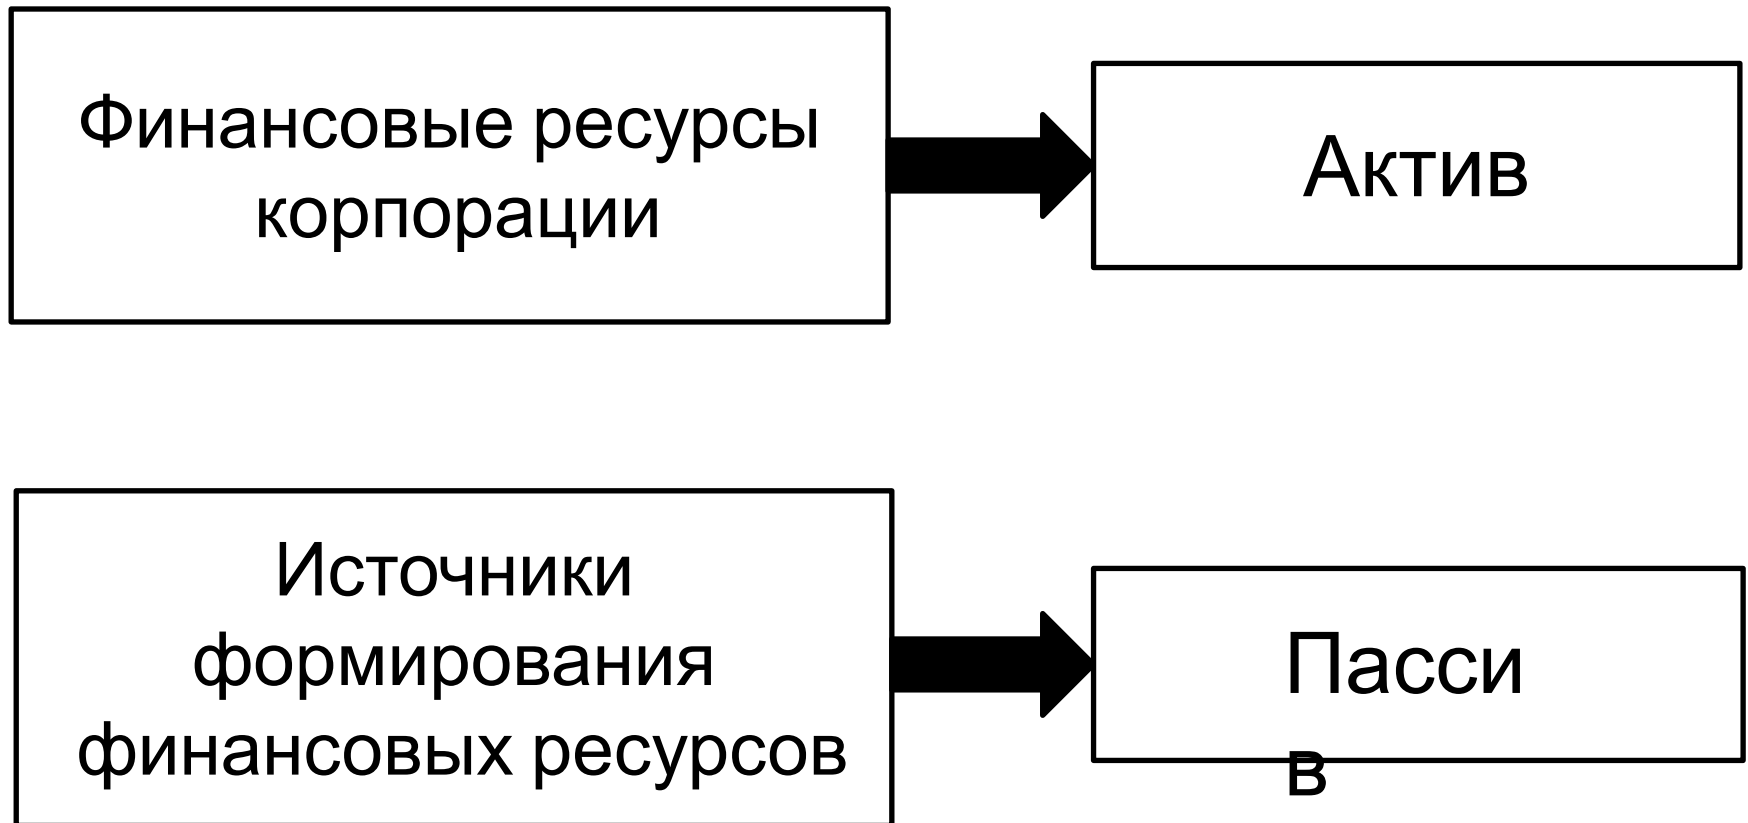 Финансовые ресурсы
корпорации
Актив
Источники
формирования
финансовых ресурсов
Пасси
в